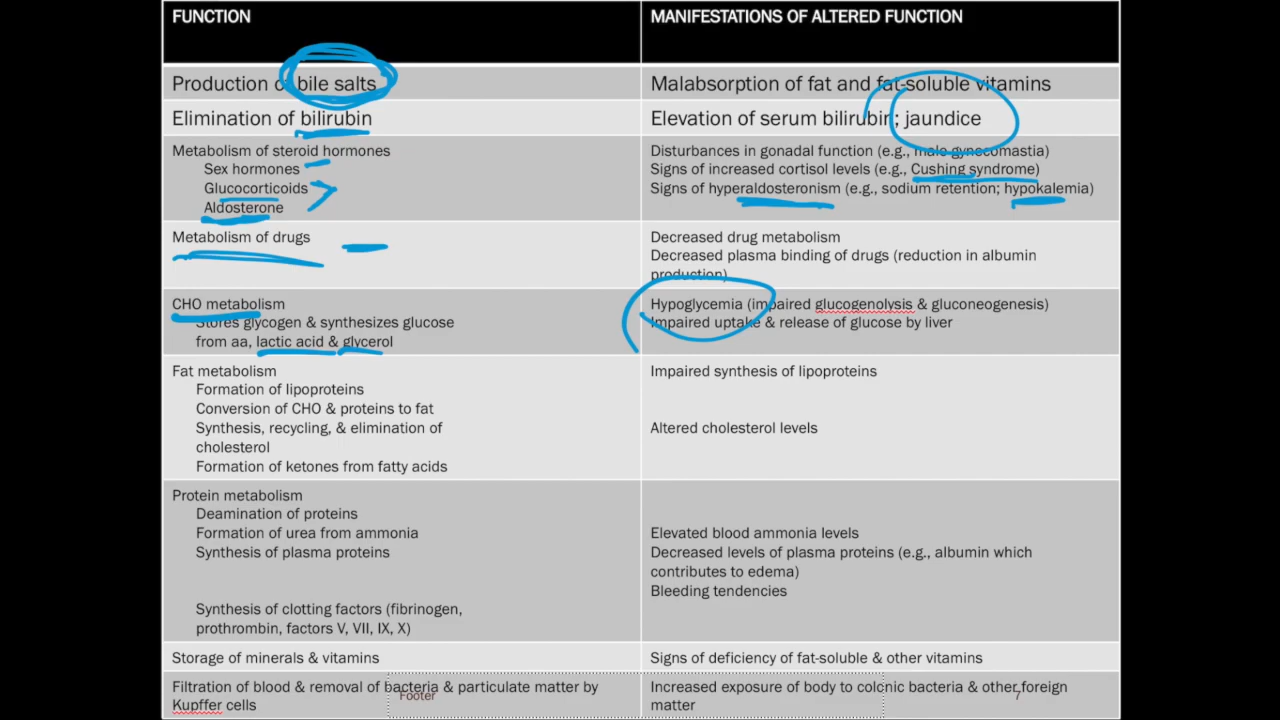 FUNCTION
MANIFESTATIONS OF ALTERED FUNCTION
Production of bile salts
Malabsorption of fat and fat-soluble vitamins
Elimination of bilirubin
Elevation of serum bilirubin; jaundice
Metabolism of steroid hormones
Sex hormones
Glucocorticoids
Aldosterone
Disturbances in gonadal function (e.g., male gynecomastia)
Signs of increased cortisol levels (e.g., Cushing syndrome)
Signs of hyperaldosteronism (e.g., sodium retention; hypokalemia)
Metabolism of drugs
Decreased drug metabolism
Decreased plasma binding of drugs (reduction in albumin
production)
CHO metabolism
Stores glycogen & synthesizes glucose
from aa, lactic acid & glycerol
Hypoglycemia (impaired glucogenolysis & gluconeogenesis)
Impaired uptake & release of glucose by liver
Fat metabolism
Formation of lipoproteins
Conversion of CHO & proteins to fat
Synthesis, recycling, & elimination of
cholesterol
Formation of ketones from fatty acids
Impaired synthesis of lipoproteins
Altered cholesterol levels
Protein metabolism
Deamination of proteins
Formation of urea from ammonia
Synthesis of plasma proteins
Synthesis of clotting factors (fibrinogen,
prothrombin, factors V, VII, IX, X)
Elevated blood ammonia levels
Decreased levels of plasma proteins (e.g., albumin which
contributes to edema)
Bleeding tendencies
Storage of minerals & vitamins
Signs of deficiency of fat-soluble & other vitamins
Filtration of blood & removal of bacteria & particulate matter by
Kupffer cells
Increased exposure of body to colonic bacteria & other foreign
matter
Footer
7